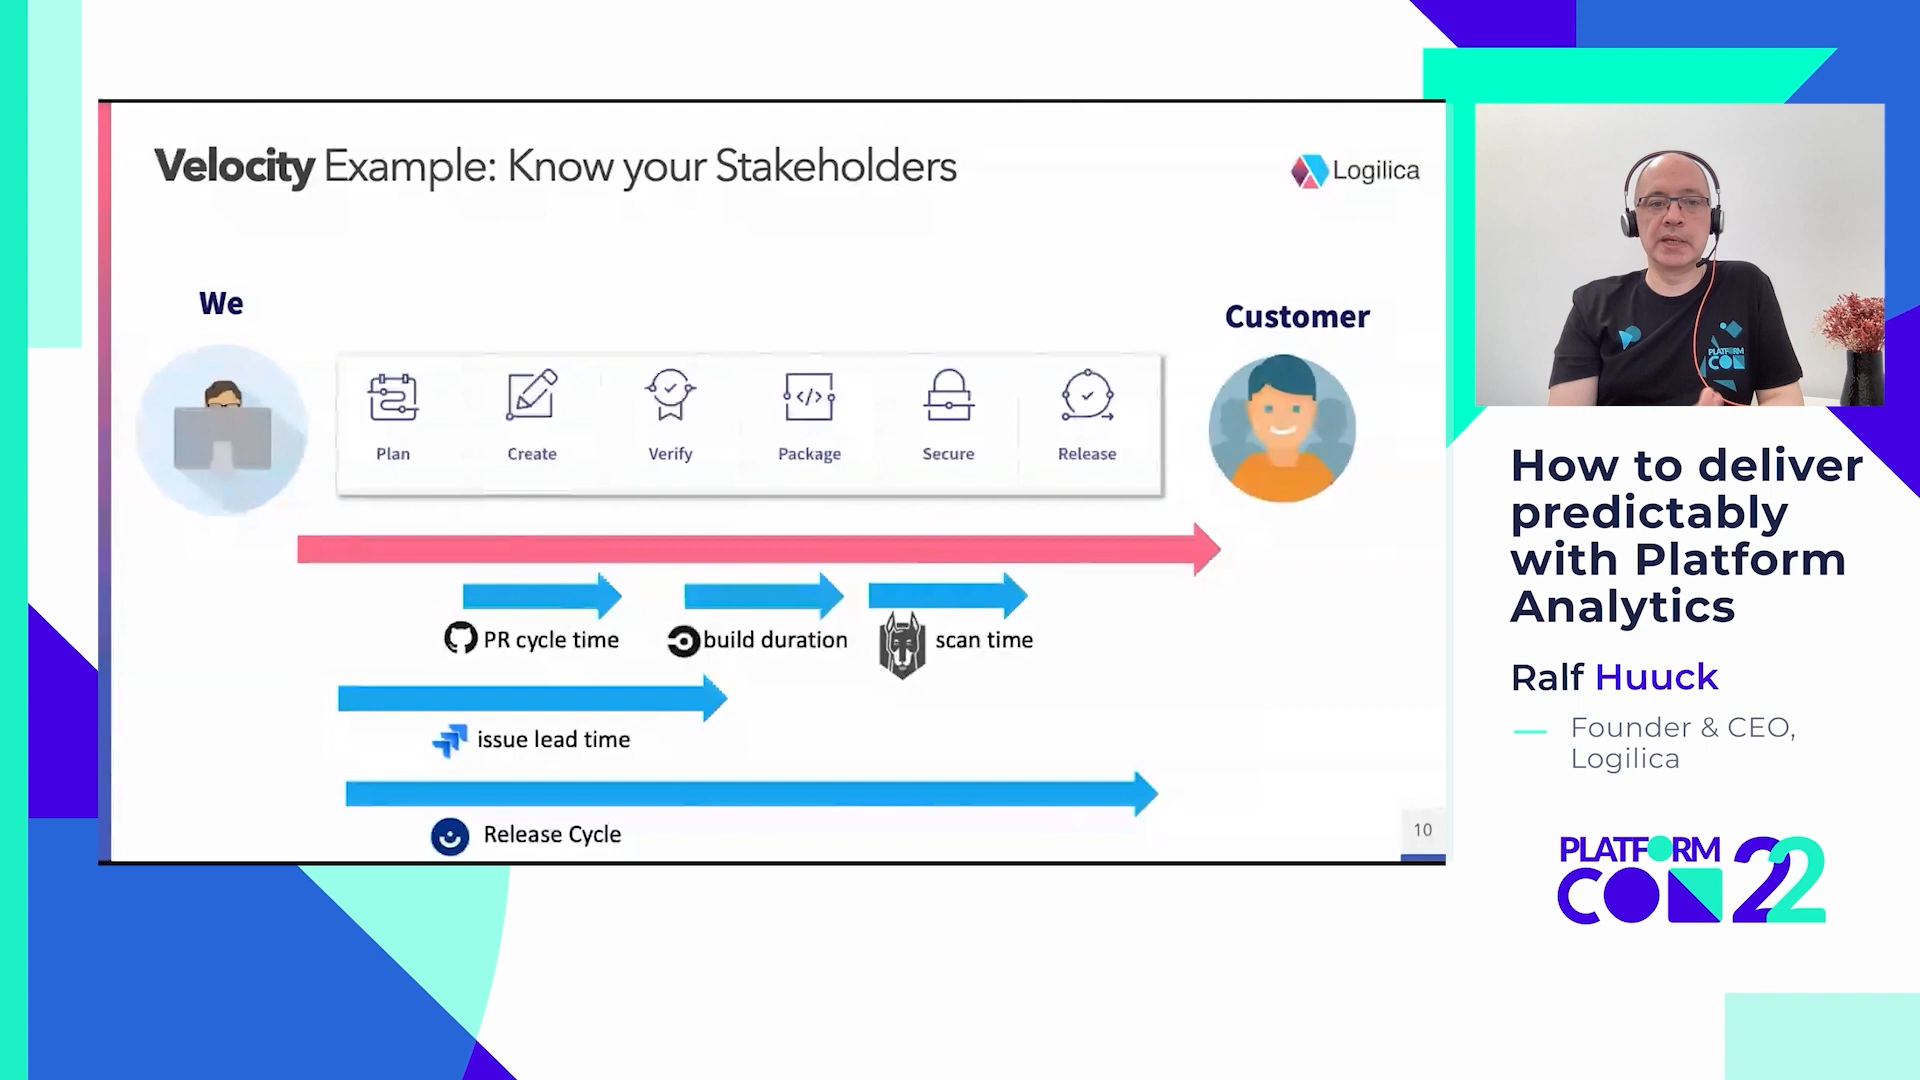 Velocity Example: Know your Stakeholders
Logilica
We
Customer
Plan
Create
Verify
Package
Secure
Release
PR cycle time
build duration
scan time
issue lead time
Release Cycle
10
PLATFORM
CON
How to deliver
predictably
with Platform
Analytics
Ralf Huuck
Founder & CEO,
Logilica
PLATFORM
CON 22